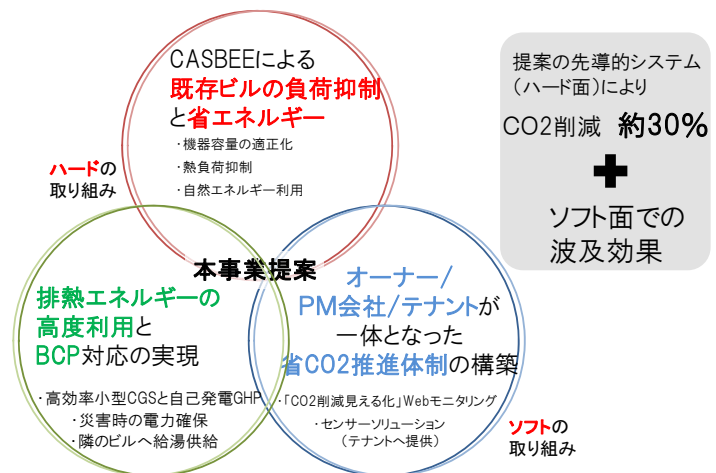 CASBEEによる
既存ビルの負荷抑制
と省エネルギー
・機器容量の適正化
・熱負荷抑制
・自然エネルギー利用
ハードの
取り組み
提案の先導的システム
（ハード面）により
CO2削減 約30%
+
ソフト面での
波及効果
本事業提案
排熱エネルギーの
高度利用と
BCP対応の実現
・高効率小型CGSと自己発電GHP
・災害時の電力確保
・隣のビルへ給湯供給
オーナー/
PM会社/テナントが
一体となった
省CO2推進体制の構築
・「CO2削減見える化」Webモニタリング
・センサーソリューション
（テナントへ提供）
ソフトの
取り組み